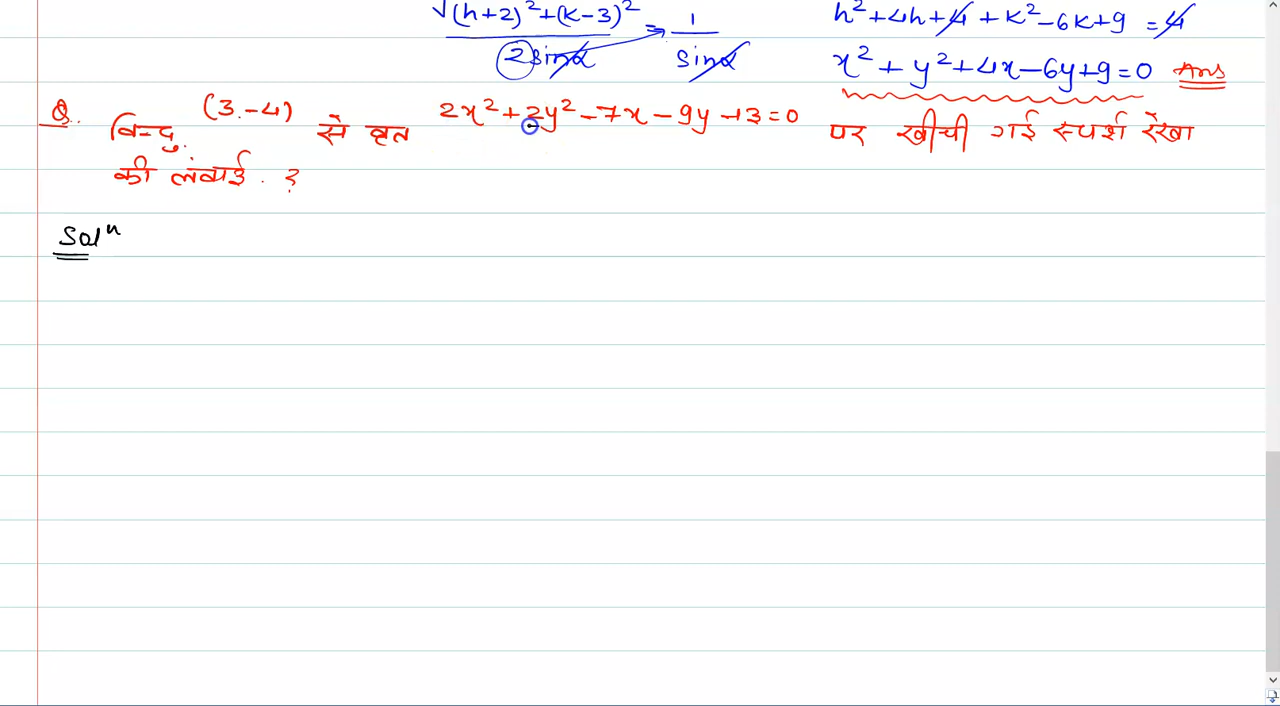 √(h+2)²+(k-3)² = 1 h²+4h+4+k²-6k+9 = 4
2sinα sinα x²+y²+4x-6y+9=0 Ans
Q. बिन्दु (3,-4) से वृत 2x²+2y²-7x-9y+3=0 पर खीची गई स्पर्श रेखा
की लंबाई . ?
Solⁿ